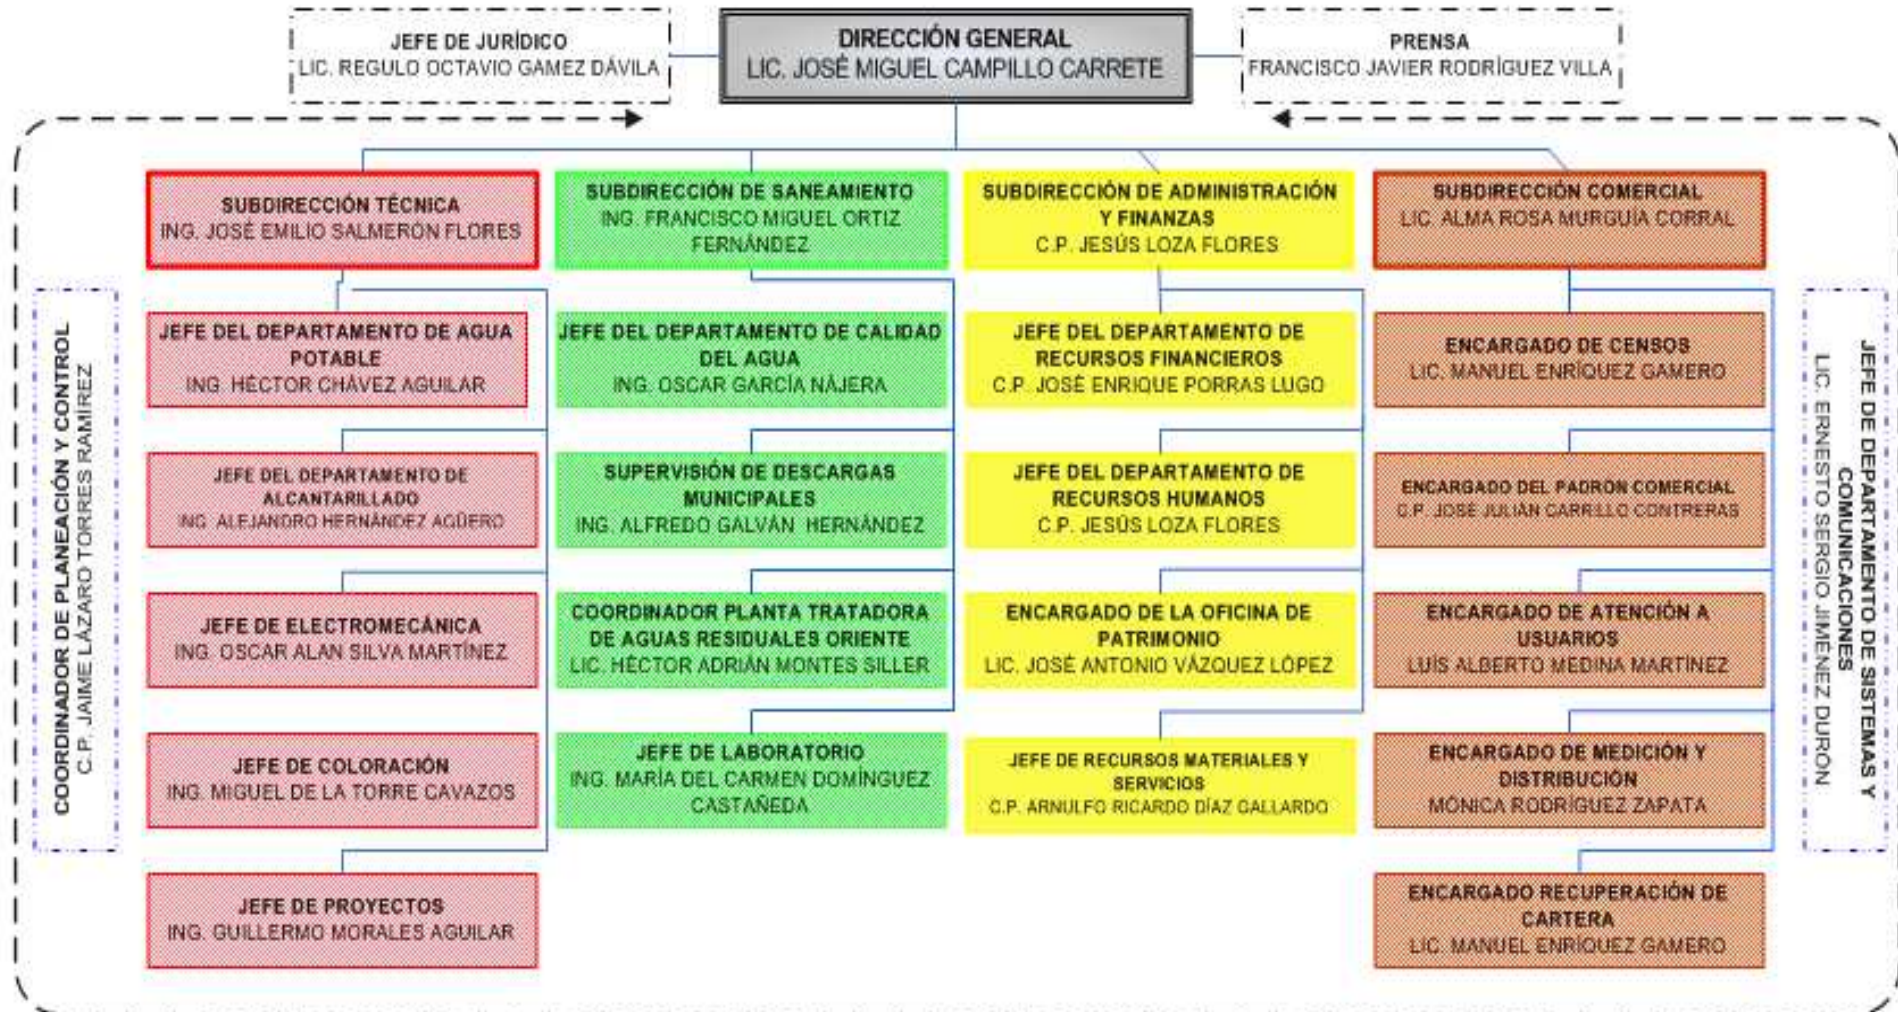 JEFE DE JURÍDICO
LIC. REGULO OCTAVIO GAMEZ DÁVILA
DIRECCIÓN GENERAL
LIC. JOSÉ MIGUEL CAMPILLO CARRETE
PRENSA
FRANCISCO JAVIER RODRÍGUEZ VILLA
COORDINADOR DE PLANEACIÓN Y CONTROL
C.P. JAIME LÁZARO TORRES RAMÍREZ
SUBDIRECCIÓN TÉCNICA
ING. JOSÉ EMILIO SALMERÓN FLORES
JEFE DEL DEPARTAMENTO DE AGUA
POTABLE
ING. HÉCTOR CHÁVEZ AGUILAR
JEFE DEL DEPARTAMENTO DE
ALCANTARILLADO
ING. ALEJANDRO HERNÁNDEZ AGÜERO
JEFE DE ELECTROMECÁNICA
ING. OSCAR ALAN SILVA MARTÍNEZ
JEFE DE COLORACIÓN
ING. MIGUEL DE LA TORRE CAVAZOS
JEFE DE PROYECTOS
ING. GUILLERMO MORALES AGUILAR
SUBDIRECCIÓN DE SANEAMIENTO
ING. FRANCISCO MIGUEL ORTIZ
FERNÁNDEZ
JEFE DEL DEPARTAMENTO DE CALIDAD
DEL AGUA
ING. OSCAR GARCÍA NÁJERA
SUPERVISIÓN DE DESCARGAS
MUNICIPALES
ING. ALFREDO GALVÁN HERNÁNDEZ
COORDINADOR PLANTA TRATADORA
DE AGUAS RESIDUALES ORIENTE
LIC. HÉCTOR ADRIÁN MONTES SILLER
JEFE DE LABORATORIO
ING. MARÍA DEL CARMEN DOMÍNGUEZ
CASTAÑEDA
SUBDIRECCIÓN DE ADMINISTRACIÓN
Y FINANZAS
C.P. JESÚS LOZA FLORES
JEFE DEL DEPARTAMENTO DE
RECURSOS FINANCIEROS
C.P. JOSÉ ENRIQUE PORRAS LUGO
JEFE DEL DEPARTAMENTO DE
RECURSOS HUMANOS
C.P. JESÚS LOZA FLORES
ENCARGADO DE LA OFICINA DE
PATRIMONIO
LIC. JOSÉ ANTONIO VÁZQUEZ LÓPEZ
JEFE DE RECURSOS MATERIALES Y
SERVICIOS
C.P. ARNULFO RICARDO DÍAZ GALLARDO
SUBDIRECCIÓN COMERCIAL
LIC. ALMA ROSA MURGUÍA CORRAL
ENCARGADO DE CENSOS
LIC. MANUEL ENRÍQUEZ GAMERO
ENCARGADO DEL PADRÓN COMERCIAL
C.P. JOSÉ JULIÁN CARRILLO CONTRERAS
ENCARGADO DE ATENCIÓN A
USUARIOS
LUÍS ALBERTO MEDINA MARTÍNEZ
ENCARGADO DE MEDICIÓN Y
DISTRIBUCIÓN
MÓNICA RODRÍGUEZ ZAPATA
ENCARGADO RECUPERACIÓN DE
CARTERA
LIC. MANUEL ENRÍQUEZ GAMERO
JEFE DE DEPARTAMENTO DE SISTEMAS Y
COMUNICACIONES
LIC. ERNESTO SERGIO JIMÉNEZ DURÓN